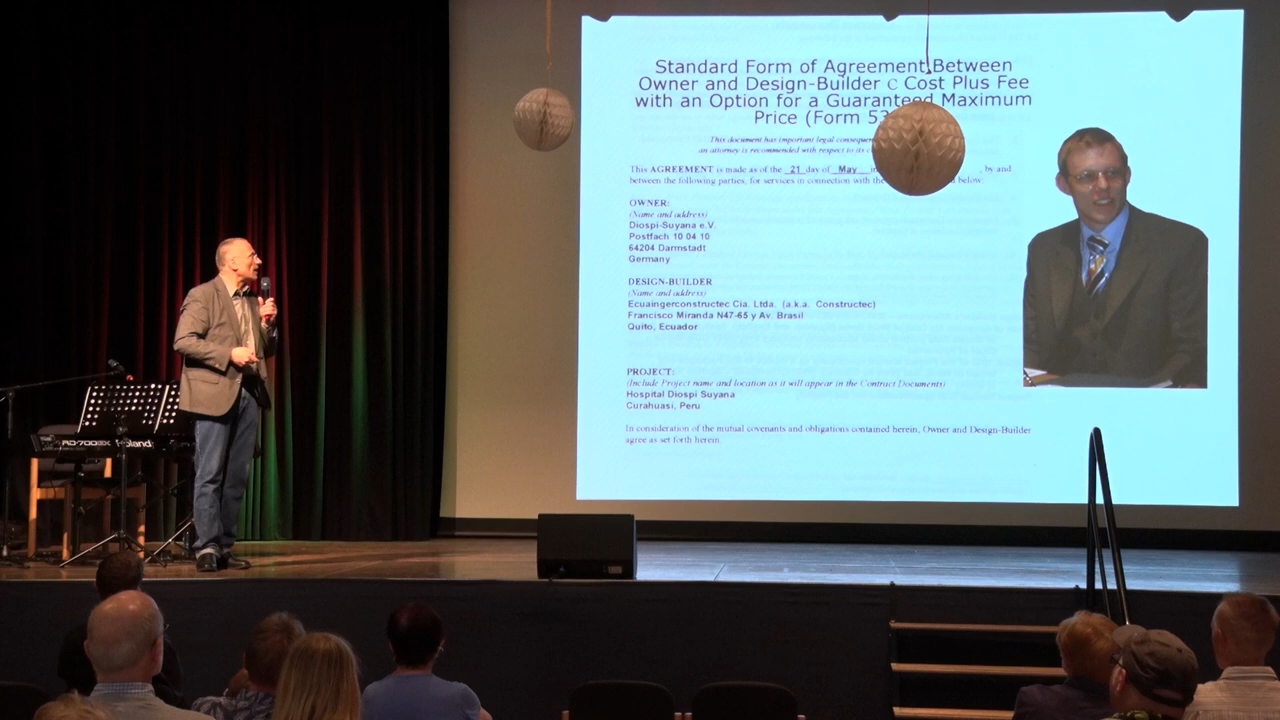 Standard Form of Agreement Between
Owner and Design-Builder C Cost Plus Fee
with an Option for a Guaranteed Maximum
Price (Form 53
This document has important legal
an attorney is recommended with respect to its
This AGREEMENT is made as of the 21 day of May in , by and
between the following parties, for services in connection with the below:
OWNER:
(Name and address)
Diospi-Suyana e.V.
Postfach 10 04 10
64204 Darmstadt
Germany
DESIGN-BUILDER
(Name and address)
Ecuaingerconstructec Cia. Ltda. (a.k.a. Constructec)
Francisco Miranda N47-65 y Av. Brasil
Quito, Ecuador
PROJECT:
(Include Project name and location as it will appear in the Contract Documents)
Hospital Diospi Suyana
Curahuasi, Peru
In consideration of the mutual covenants and obligations contained herein, Owner and Design-Builder
agree as set forth herein.
RD-700SX Roland